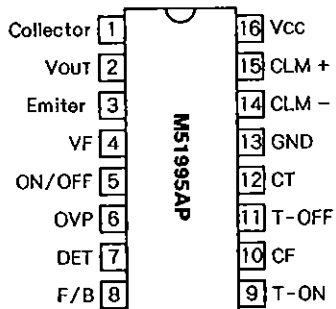 Collector 1 16 VCC
VOUT 2 15 CLM +
Emiter 3 14 CLM −
VF 4 13 GND
ON/OFF 5 12 CT
OVP 6 11 T-OFF
DET 7 10 CF
F/B 8 9 T-ON
M51995AP